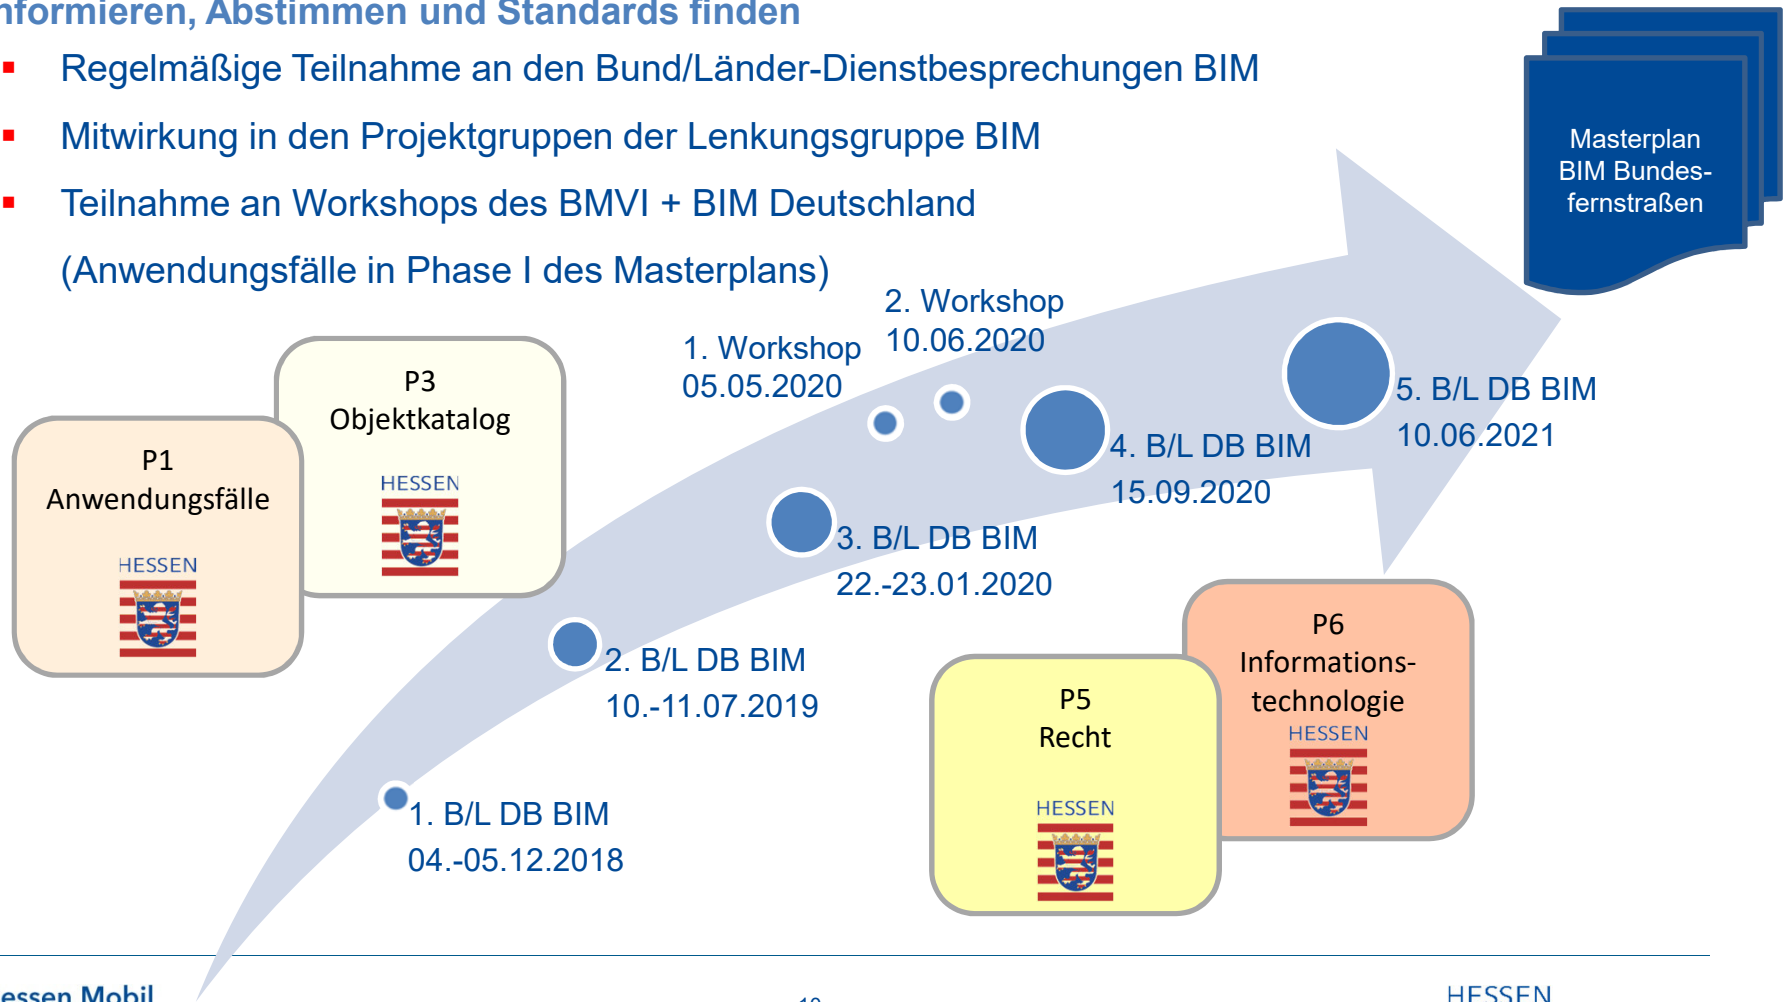 nformieren, Abstimmen und Standards finden
Regelmäßige Teilnahme an den Bund/Länder-Dienstbesprechungen BIM
Mitwirkung in den Projektgruppen der Lenkungsgruppe BIM
Teilnahme an Workshops des BMVI + BIM Deutschland
(Anwendungsfälle in Phase I des Masterplans)
Masterplan
BIM Bundes-
fernstraßen
2. Workshop
10.06.2020
1. Workshop
05.05.2020
P3
Objektkatalog
HESSEN
P1
Anwendungsfälle
HESSEN
5. B/L DB BIM
10.06.2021
4. B/L DB BIM
15.09.2020
3. B/L DB BIM
22.-23.01.2020
2. B/L DB BIM
10.-11.07.2019
1. B/L DB BIM
04.-05.12.2018
P6
Informations-
technologie
HESSEN
P5
Recht
HESSEN
essen Mobil
HESSEN